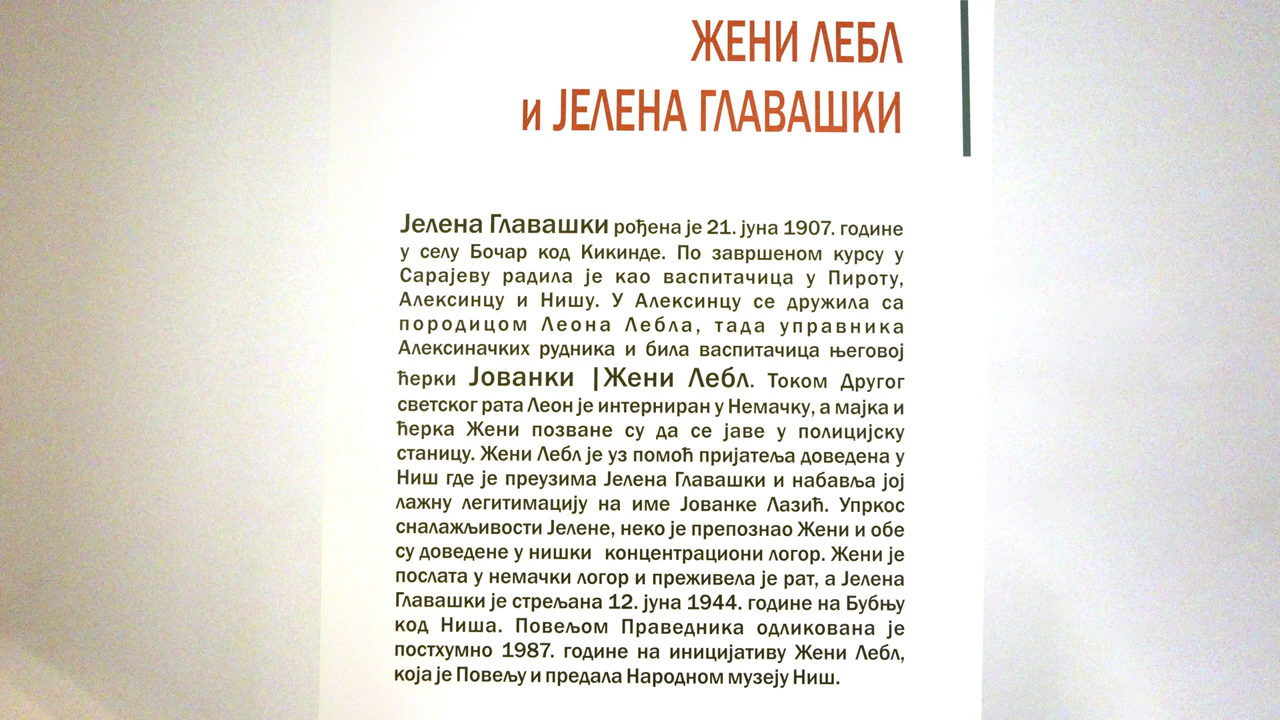 ЖЕНИ ЛЕБЛ
и ЈЕЛЕНА ГЛАВАШКИ
Јелена Главашки рођена је 21. јуна 1907. године
у селу Бочар код Кикинде. По завршеном курсу у
Сарајеву радила је као васпитачица у Пироту,
Алексинцу и Нишу. У Алексинцу се дружила са
породицом Леона Лебла, тада управника
Алексиначких рудника и била васпитачица његовој
ћерки Јованки |Жени Лебл. Током Другог
светског рата Леон је интерниран у Немачку, а мајка и
ћерка Жени позване су да се јаве у полицијску
станицу. Жени Лебл је уз помоћ пријатеља доведена у
Ниш где је преузима Јелена Главашки и набавља јој
лажну легитимацију на име Јованке Лазић. Упркос
сналажљивости Јелене, неко је препознао Жени и обе
су доведене у нишки концентрациони логор. Жени је
послата у немачки логор и преживела је рат, а Јелена
Главашки је стрељана 12. јуна 1944. године на Бубњу
код Ниша. Повељом Праведника одликована је
постхумно 1987. године на иницијативу Жени Лебл,
која је Повељу и предала Народном музеју Ниш.